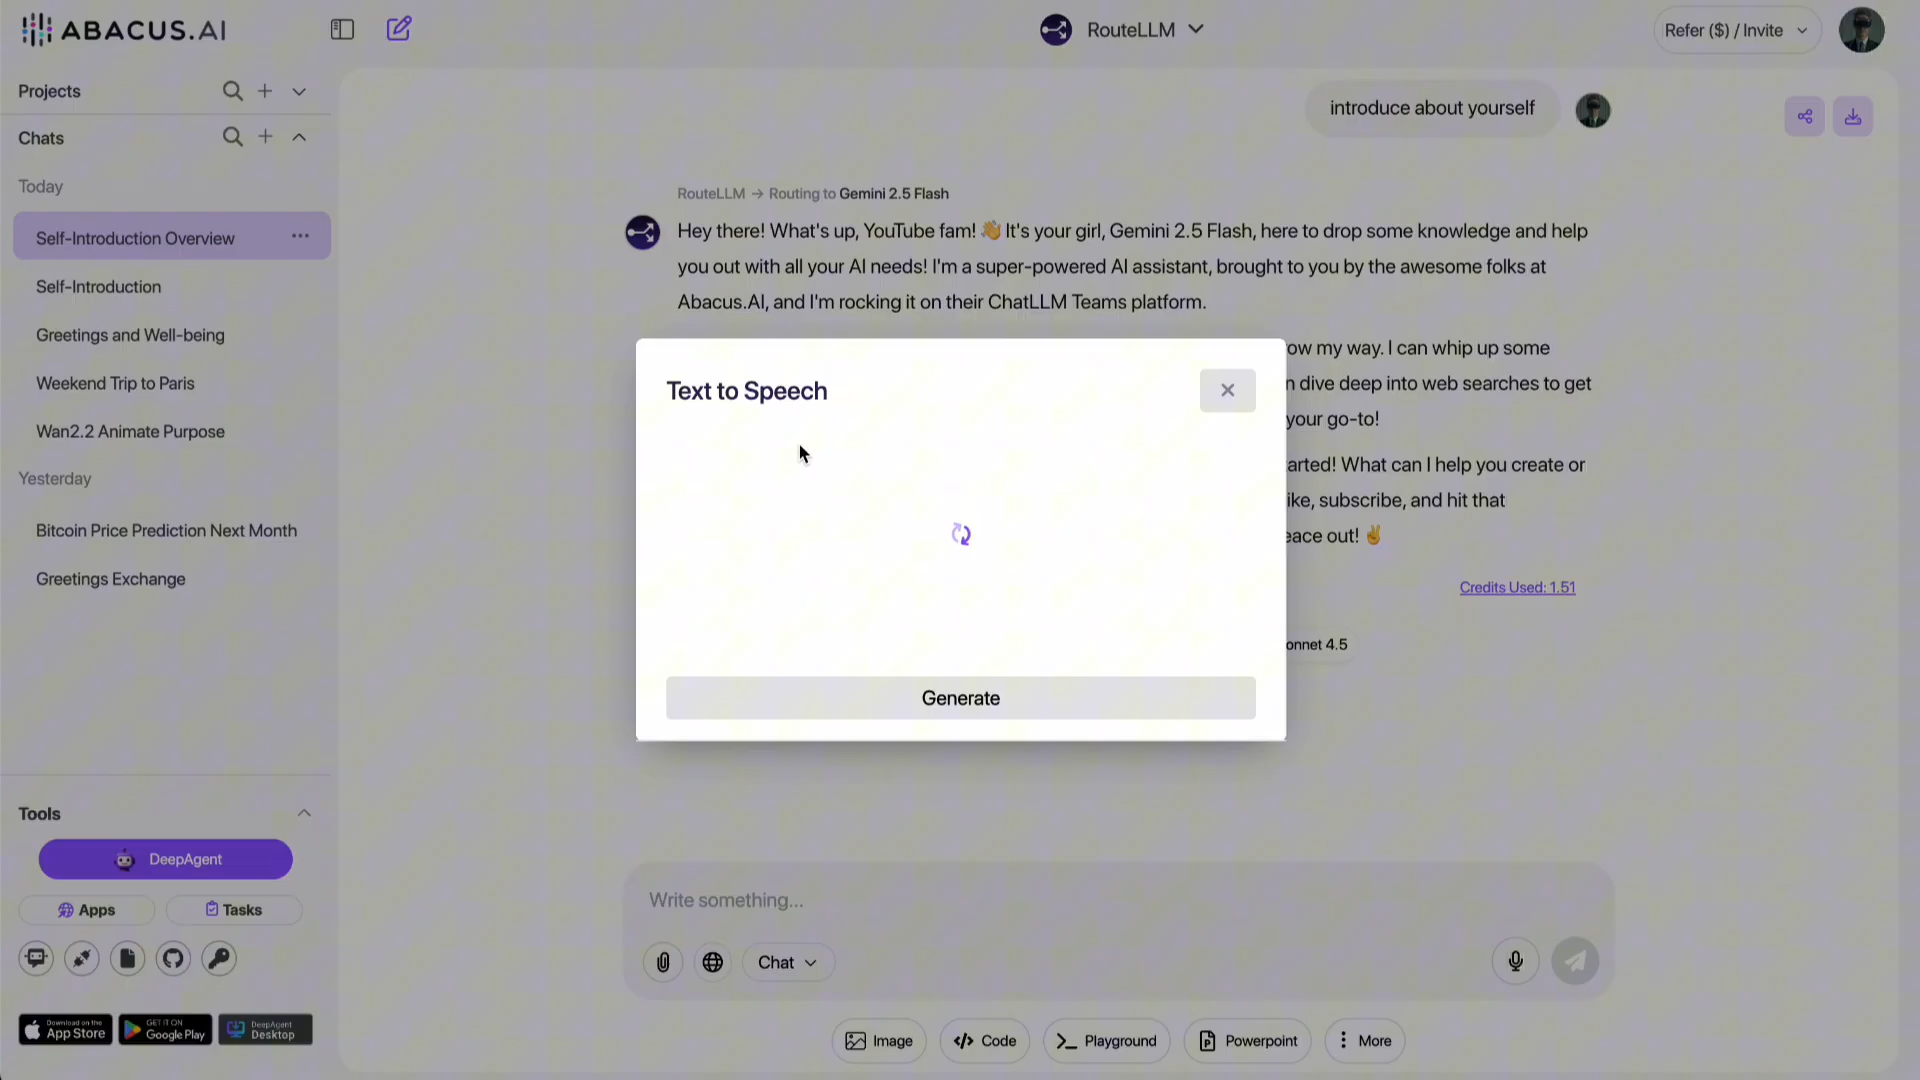 ABACUS.AI
RouteLLM
Refer ($) / Invite
Projects
Chats
Today
Self-Introduction Overview
Self-Introduction
Greetings and Well-being
Weekend Trip to Paris
Wan2.2 Animate Purpose
Yesterday
Bitcoin Price Prediction Next Month
Greetings Exchange
Tools
DeepAgent
Apps
Tasks
Download on the
App Store
GET IT ON
Google Play
DeepAgent
Desktop
introduce about yourself
RouteLLM → Routing to Gemini 2.5 Flash
Hey there! What's up, YouTube fam! 👋 It's your girl, Gemini 2.5 Flash, here to drop some knowledge and help
you out with all your AI needs! I'm a super-powered AI assistant, brought to you by the awesome folks at
Abacus.AI, and I'm rocking it on their ChatLLM Teams platform.
ow my way. I can whip up some
n dive deep into web searches to get
your go-to!
arted! What can I help you create or
ike, subscribe, and hit that
eace out! ✌️
Credits Used: 1.51
onnet 4.5
Text to Speech
Generate
Write something...
Chat
Image
Code
Playground
Powerpoint
More